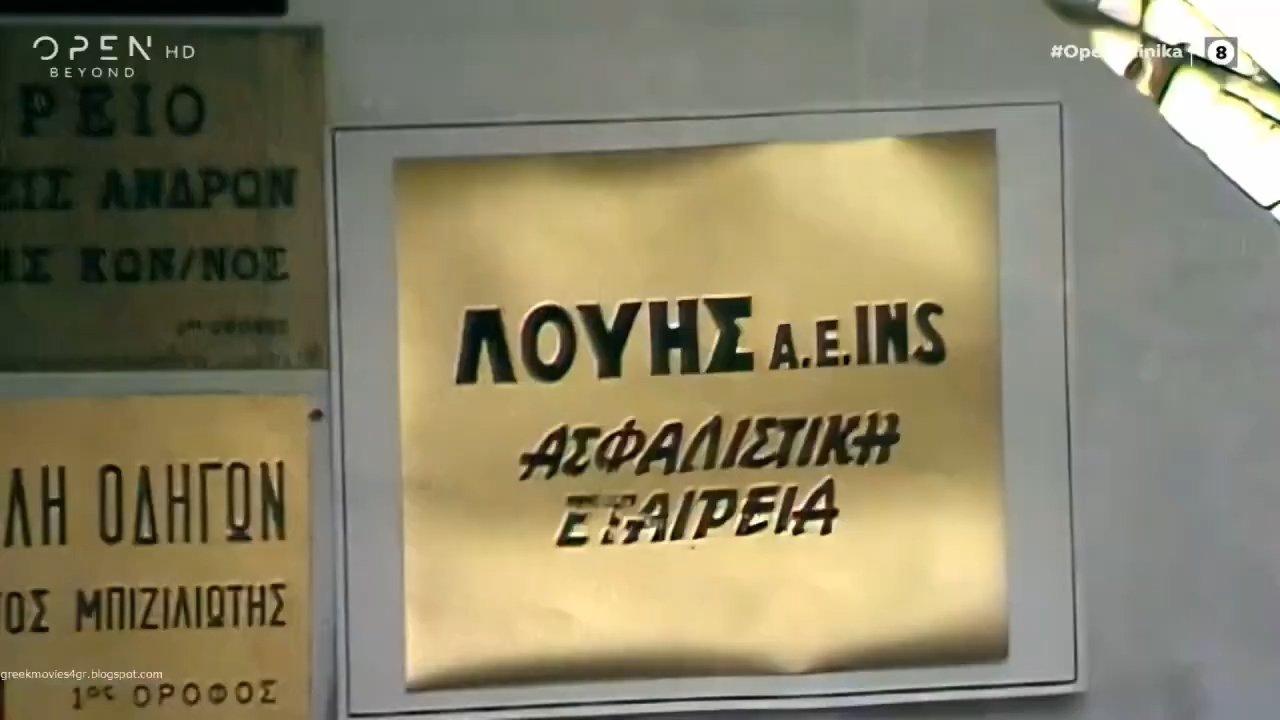 OPEN HD
BEYOND
8
ΡΕΙΟ
ΑΝΔΡΩΝ
ΚΩΝ/ΝΟΣ
ΛΗ ΟΔΗΓΩΝ
ΤΟΣ ΜΠΙΖΙΛΙΩΤΗΣ
1ος ΟΡΟΦΟΣ
ΛΟΥΗΣ Α.Ε.INS
ΑΣΦΑΛΙΣΤΙΚΗ
ΕΤΑΙΡΕΙΑ
greekmovies4gr.blogspot.com